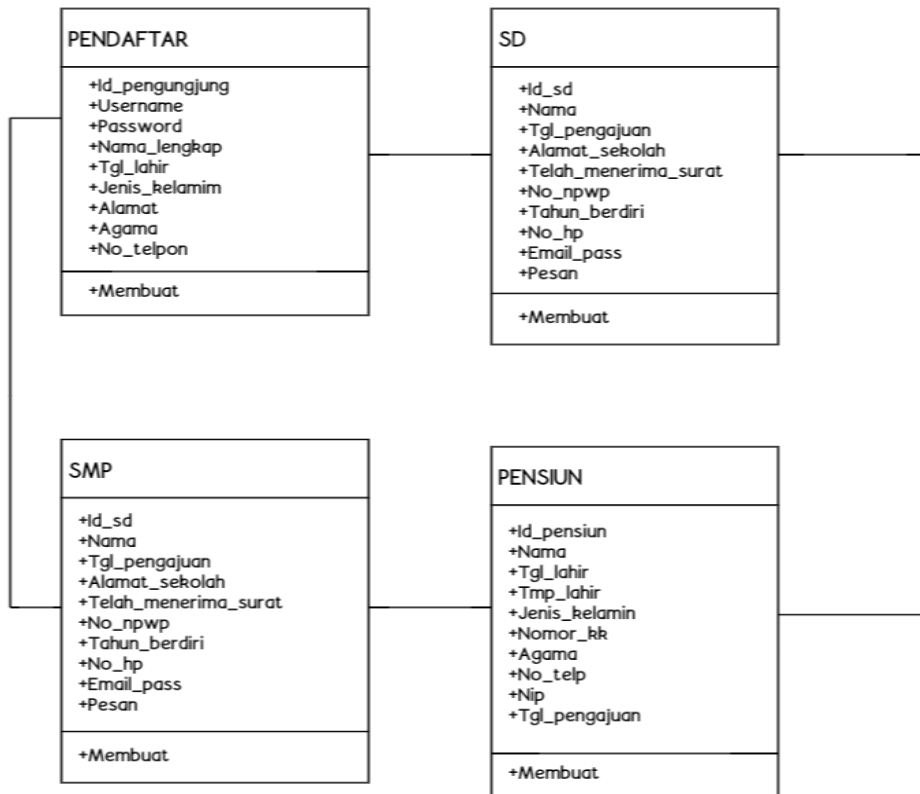 PENDAFTAR
+Id_pengungjung
+Username
+Password
+Nama_lengkap
+Tgl_lahir
+Jenis_kelamim
+Alamat
+Agama
+No_telpon
+Membuat
SD
+Id_sd
+Nama
+Tgl_pengajuan
+Alamat_sekolah
+Telah_menerima_surat
+No_npwp
+Tahun_berdiri
+No_hp
+Email_pass
+Pesan
+Membuat
SMP
+Id_sd
+Nama
+Tgl_pengajuan
+Alamat_sekolah
+Telah_menerima_surat
+No_npwp
+Tahun_berdiri
+No_hp
+Email_pass
+Pesan
+Membuat
PENSIUN
+Id_pensiun
+Nama
+Tgl_lahir
+Tmp_lahir
+Jenis_kelamin
+Nomor_kk
+Agama
+No_telp
+Nip
+Tgl_pengajuan
+Membuat